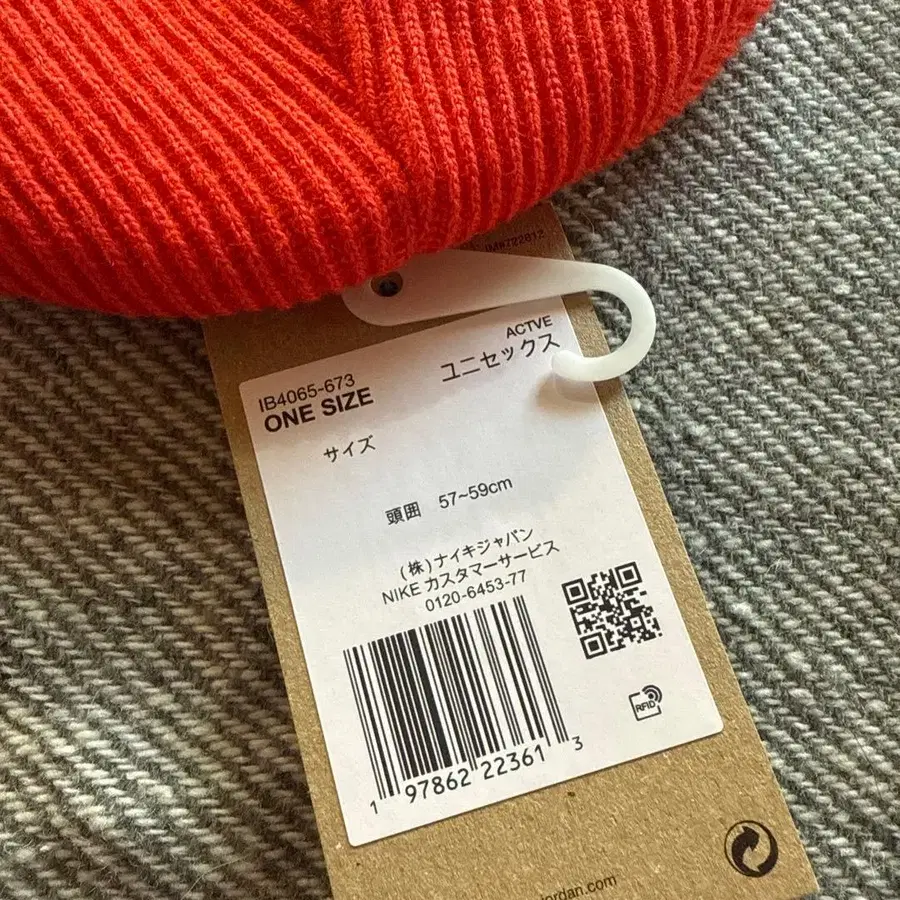 ACTVE
ユニセックス
IB4065-673
ONE SIZE
サイズ
頭囲 57~59cm
(株)ナイキジャパン
NIKE カスタマーサービス
0120-6453-77
RFID
1 97862 22361 3